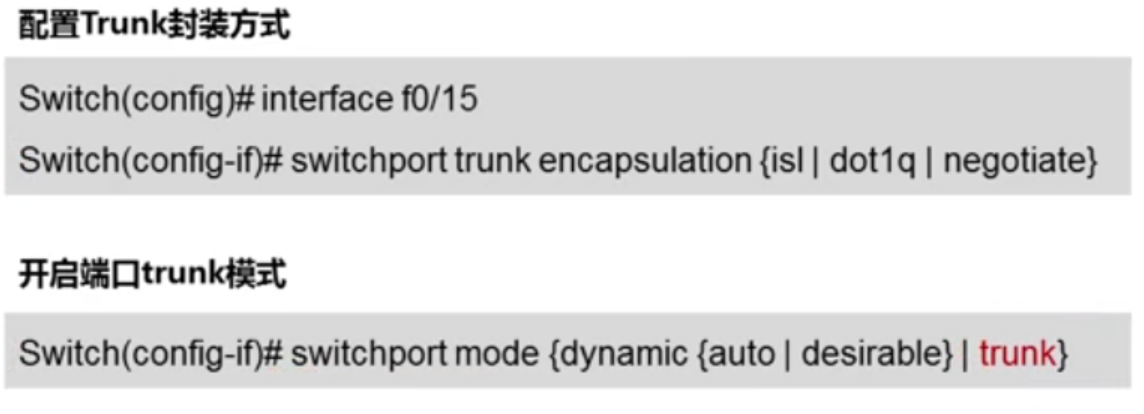 配置Trunk封装方式
Switch(config)# interface f0/15
Switch(config-if)# switchport trunk encapsulation {isl | dot1q | negotiate}
开启端口trunk模式
Switch(config-if)# switchport mode {dynamic {auto | desirable} | trunk}